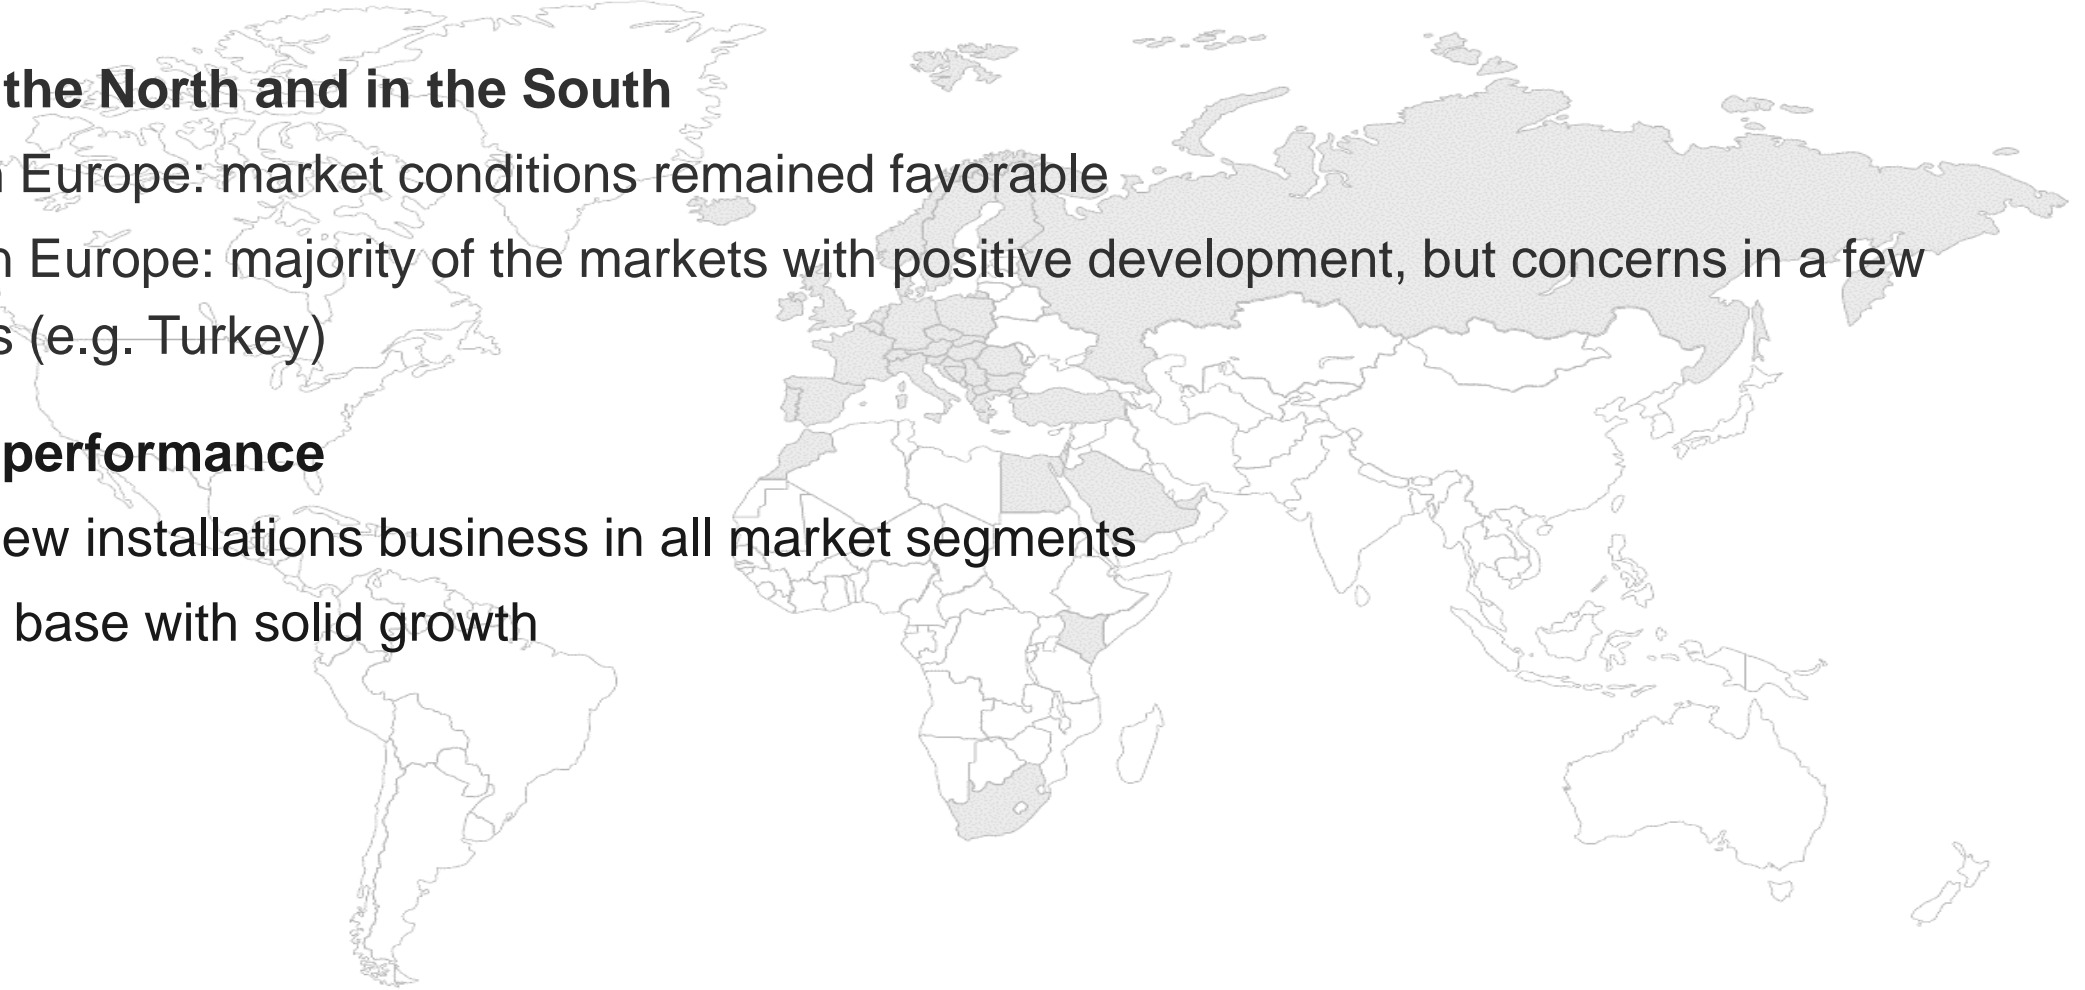 the North and in the South
n Europe: market conditions remained favorable
n Europe: majority of the markets with positive development, but concerns in a few
s (e.g. Turkey)
performance
ew installations business in all market segments
base with solid growth